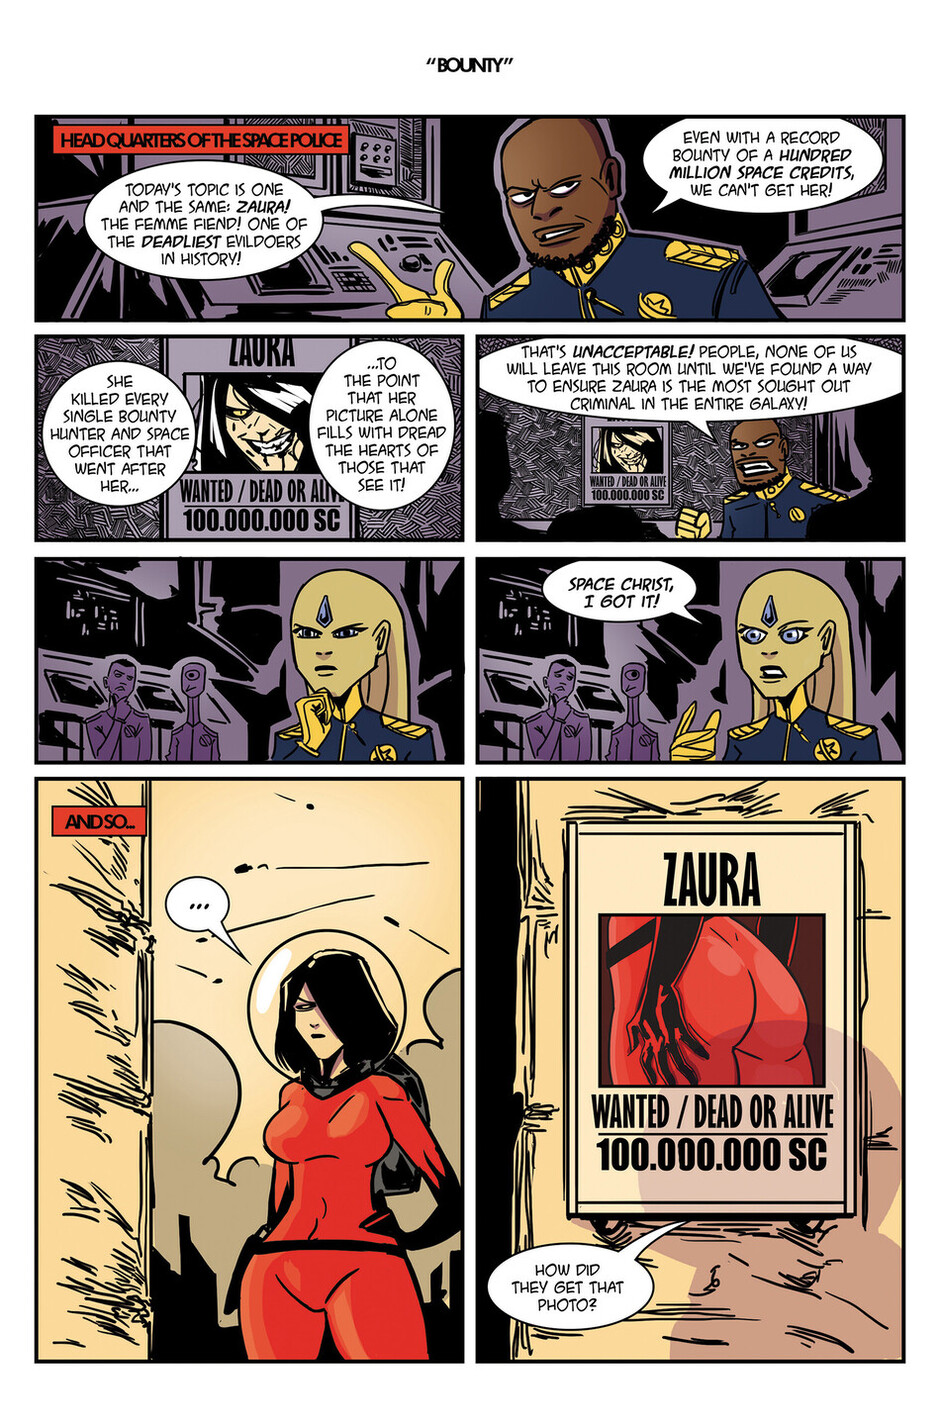 “BOUNTY”
HEAD QUARTERS OF THE SPACE POLICE
TODAY'S TOPIC IS ONE
AND THE SAME: ZAURA!
THE FEMME FIEND! ONE OF
THE DEADLIEST EVILDOERS
IN HISTORY!
EVEN WITH A RECORD
BOUNTY OF A HUNDRED
MILLION SPACE CREDITS,
WE CAN'T GET HER!
SHE
KILLED EVERY
SINGLE BOUNTY
HUNTER AND SPACE
OFFICER THAT
WENT AFTER
HER...
ZAURA
WANTED / DEAD OR ALIVE
100.000.000 SC
...TO
THE POINT
THAT HER
PICTURE ALONE
FILLS WITH DREAD
THE HEARTS OF
THOSE THAT
SEE IT!
THAT'S UNACCEPTABLE! PEOPLE, NONE OF US
WILL LEAVE THIS ROOM UNTIL WE'VE FOUND A WAY
TO ENSURE ZAURA IS THE MOST SOUGHT OUT
CRIMINAL IN THE ENTIRE GALAXY!
WANTED / DEAD OR ALIVE
100.000.000 SC
SPACE CHRIST,
I GOT IT!
AND SO...
...
ZAURA
WANTED / DEAD OR ALIVE
100.000.000 SC
HOW DID
THEY GET THAT
PHOTO?